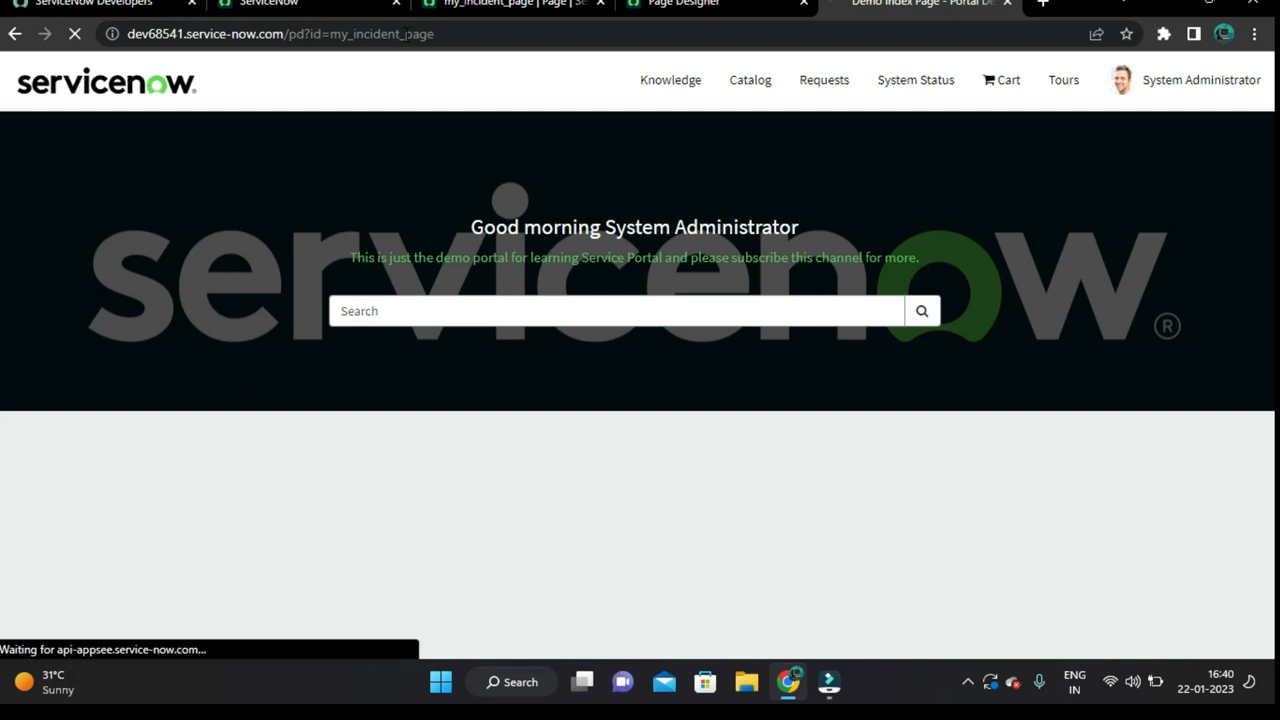 ServiceNow Developers
ServiceNow
my_incident_page | Page | Se
Page Designer
Demo Index Page - Portal De
dev68541.service-now.com/pd?id=my_incident_page
servicenow
Knowledge
Catalog
Requests
System Status
Cart
Tours
System Administrator
servicenow®
Good morning System Administrator
This is just the demo portal for learning Service Portal and please subscribe this channel for more.
Search
Waiting for api-appsee.service-now.com...
31°C
Sunny
Search
ENG
IN
16:40
22-01-2023